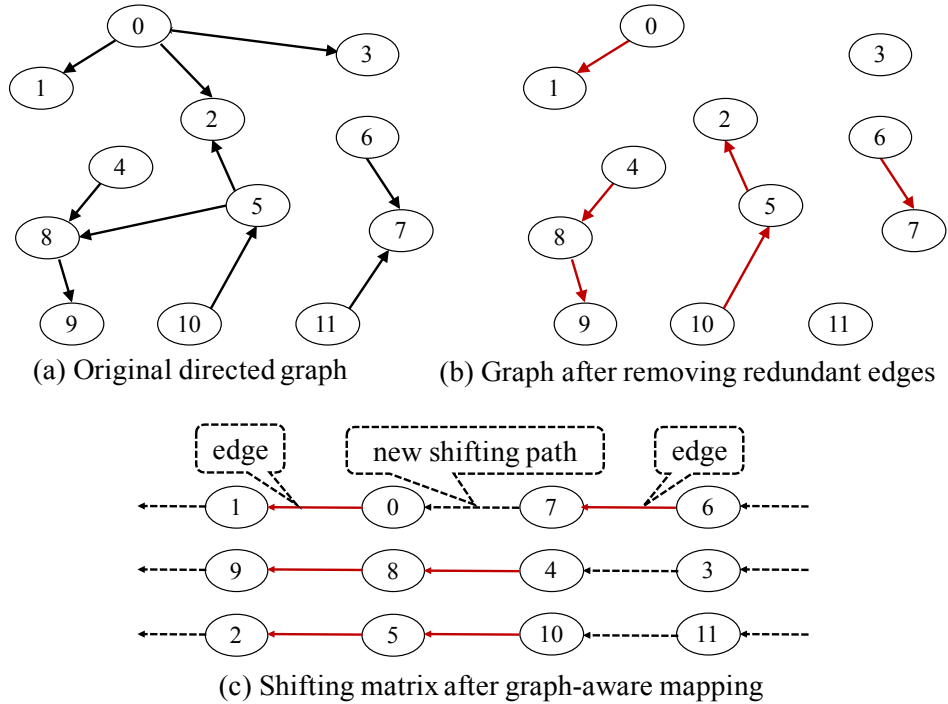 0 0
1 3 1 3
2 6 2 6
4 4
5 7 5 7
8 8
9 10 11 9 10 11
(a) Original directed graph (b) Graph after removing redundant edges
edge new shifting path edge
1 0 7 6
9 8 4 3
2 5 10 11
(c) Shifting matrix after graph-aware mapping